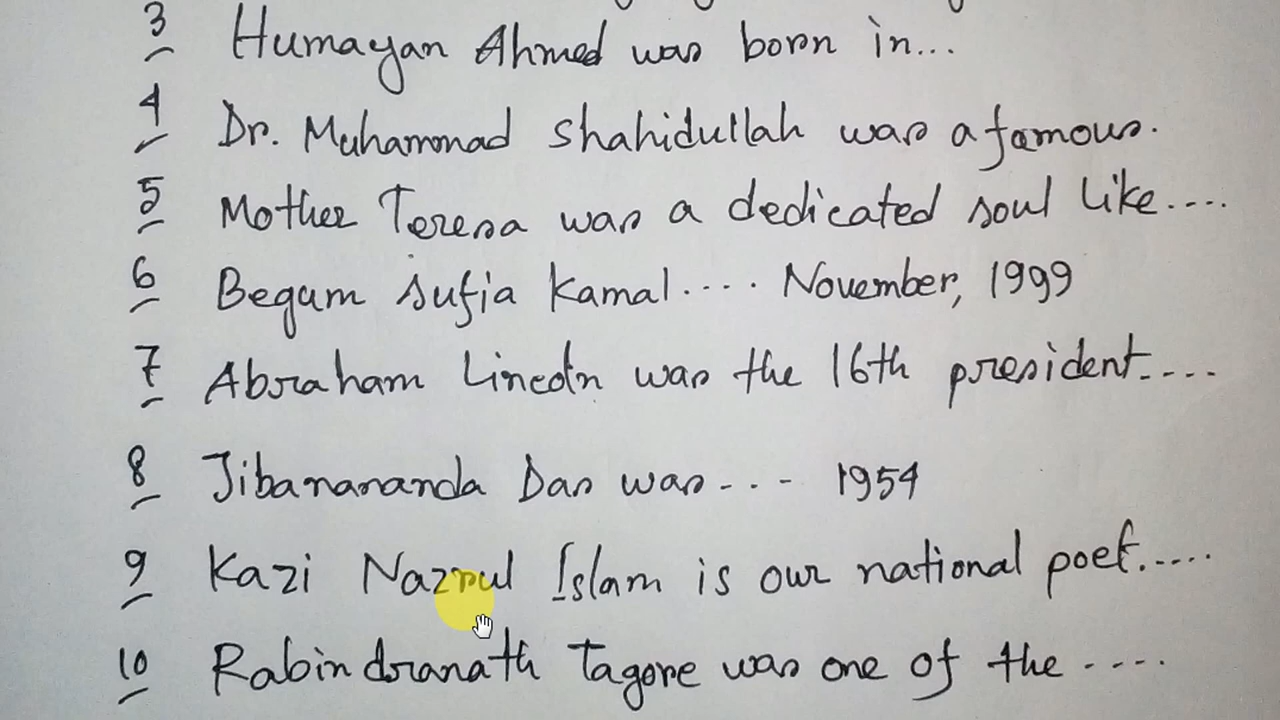 3 Humayan Ahmed was born in...
4 Dr. Muhammad Shahidullah was a famous.
5 Mother Teresa was a dedicated soul like....
6 Begam Sufia Kamal.... November, 1999
7 Abraham Lincoln was the 16th president....
8 Jibanananda Das was... 1954
9 Kazi Nazrul Islam is our national poet.....
10 Rabindranath Tagore was one of the ....